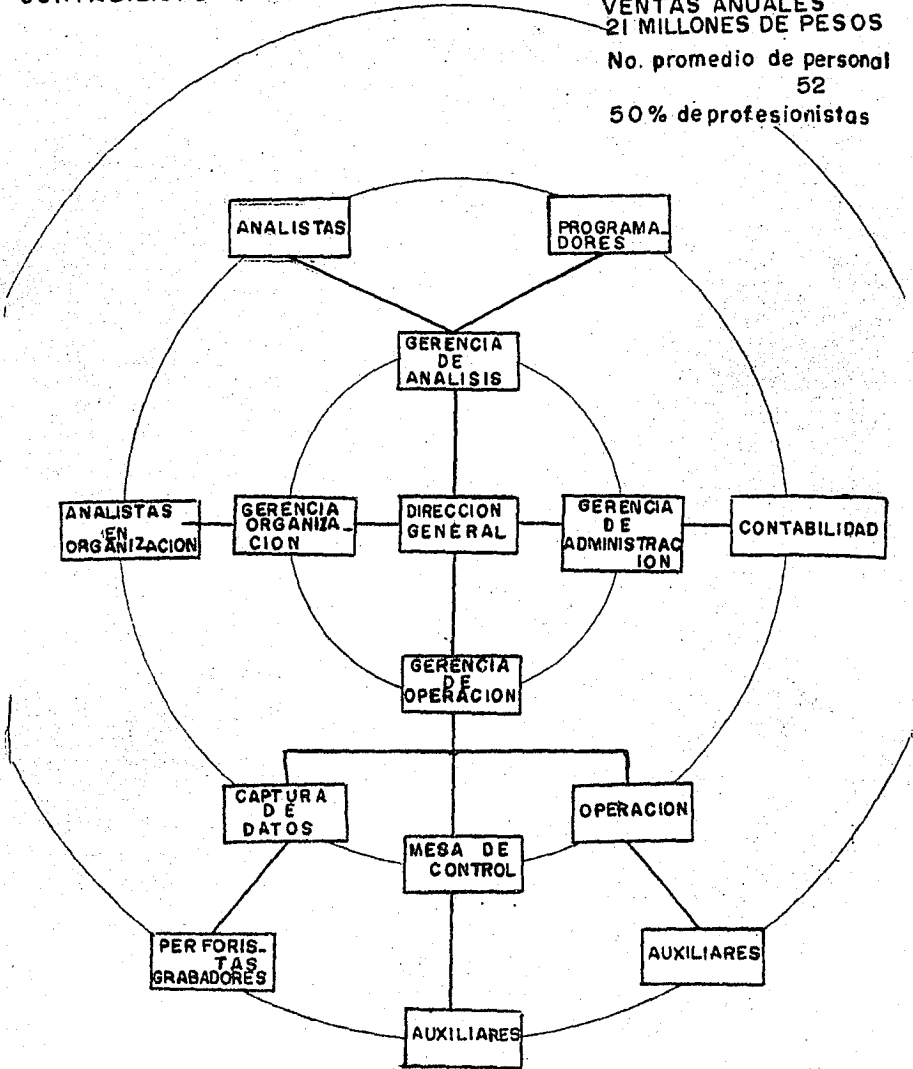 VENTAS ANUALES
21 MILLONES DE PESOS
No. promedio de personal
52
50% de profesionistas
ANALISTAS
PROGRAMA_
DORES
GERENCIA
DE
ANALISIS
ANALISTAS
EN
ORGANIZACION
GERENCIA
ORGANIZA_
CION
DIRECCION
GENERAL
GERENCIA
DE
ADMINISTRAC
ION
CONTABILIDAD
GERENCIA
DE
OPERACION
CAPTURA
DE
DATOS
OPERACION
MESA DE
CONTROL
PERFORIS_
TAS
GRABADORES
AUXILIARES
AUXILIARES